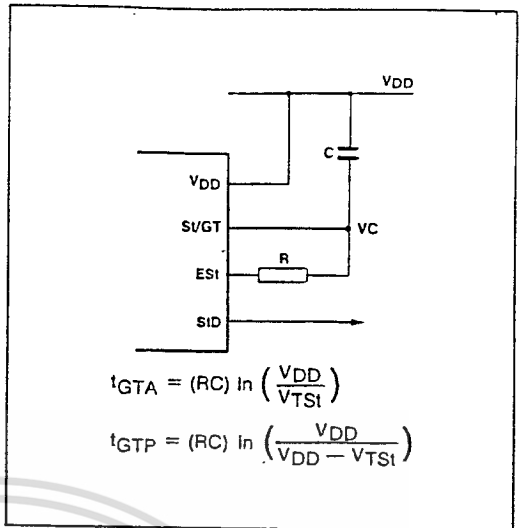 VDD
C
VDD
St/GT VC
R
ESt
StD
tGTA = (RC) ln (VDD / VTSt)
tGTP = (RC) ln (VDD / VDD − VTSt)